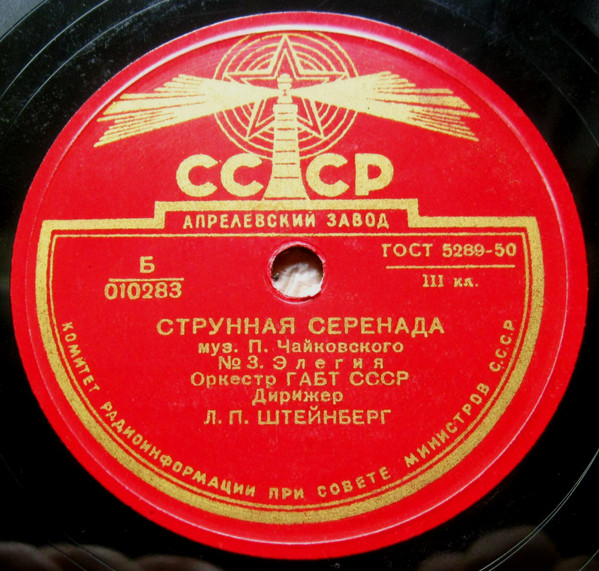 СССР
АПРЕЛЕВСКИЙ ЗАВОД
Б
010283
ГОСТ 5289-50
III кл.
СТРУННАЯ СЕРЕНАДА
муз. П. Чайковского
№ 3. Элегия
Оркестр ГАБТ СССР
Дирижер
Л. П. ШТЕЙНБЕРГ
КОМИТЕТ РАДИОИНФОРМАЦИИ ПРИ СОВЕТЕ МИНИСТРОВ С.С.С.Р